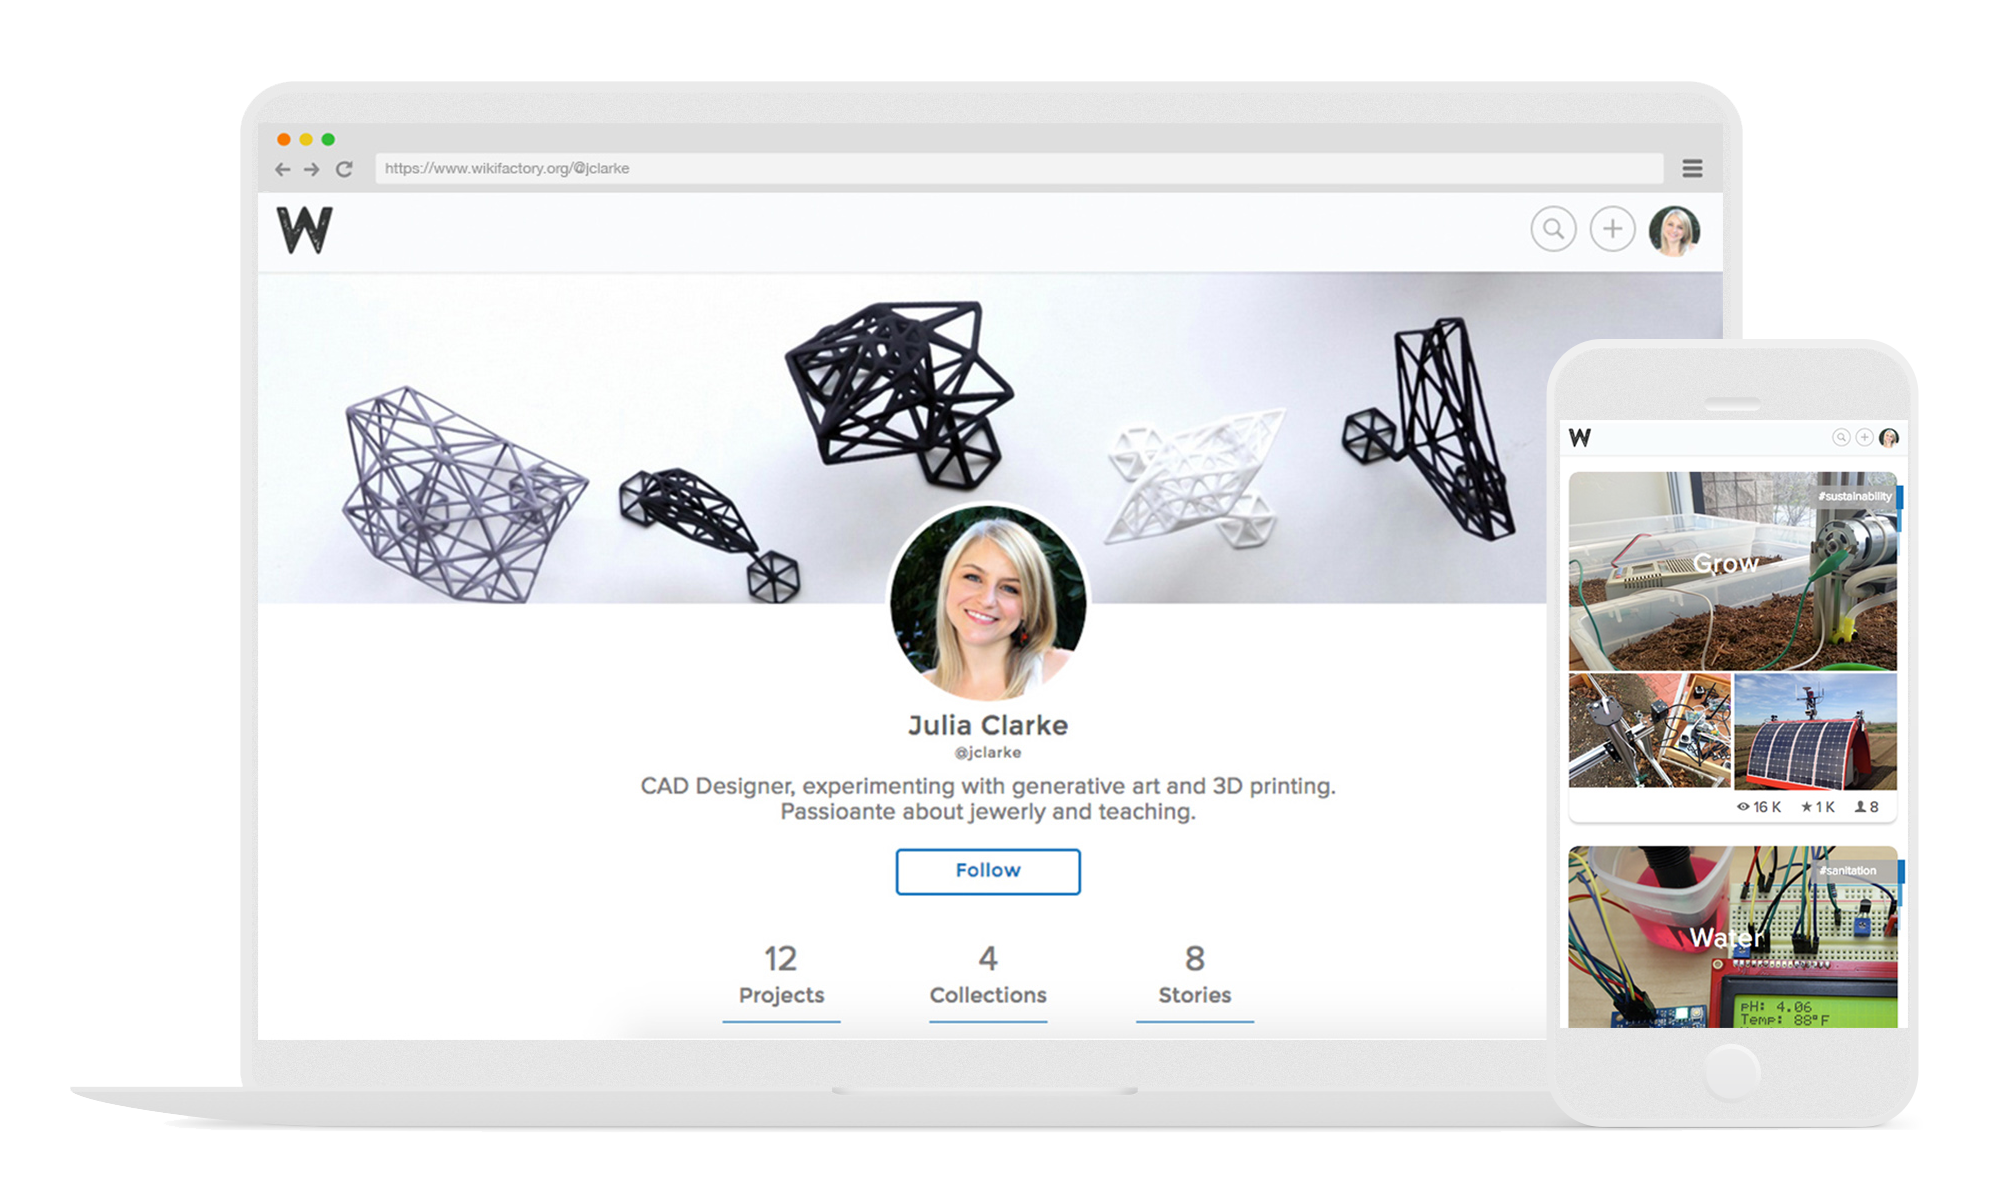 https://www.wikifactory.org/@jclarke
W
Julia Clarke
@jclarke
CAD Designer, experimenting with generative art and 3D printing.
Passioante about jewerly and teaching.
Follow
12
Projects
4
Collections
8
Stories
W
#sustainability
Grow
16 K 1 K 8
#sanitation
Water
pH: 4.06
Temp: 88°F